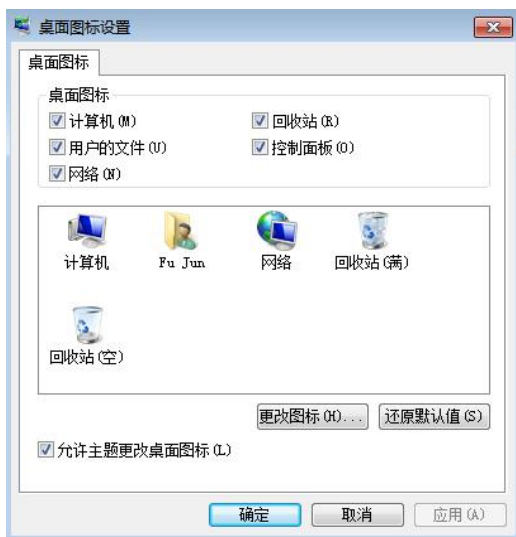 桌面图标设置
桌面图标
桌面图标
计算机(M) 回收站(R)
用户的文件(U) 控制面板(O)
网络(N)
计算机 Fu Jun 网络 回收站(满)
回收站(空)
更改图标(H)... 还原默认值(S)
允许主题更改桌面图标(L)
确定 取消 应用(A)